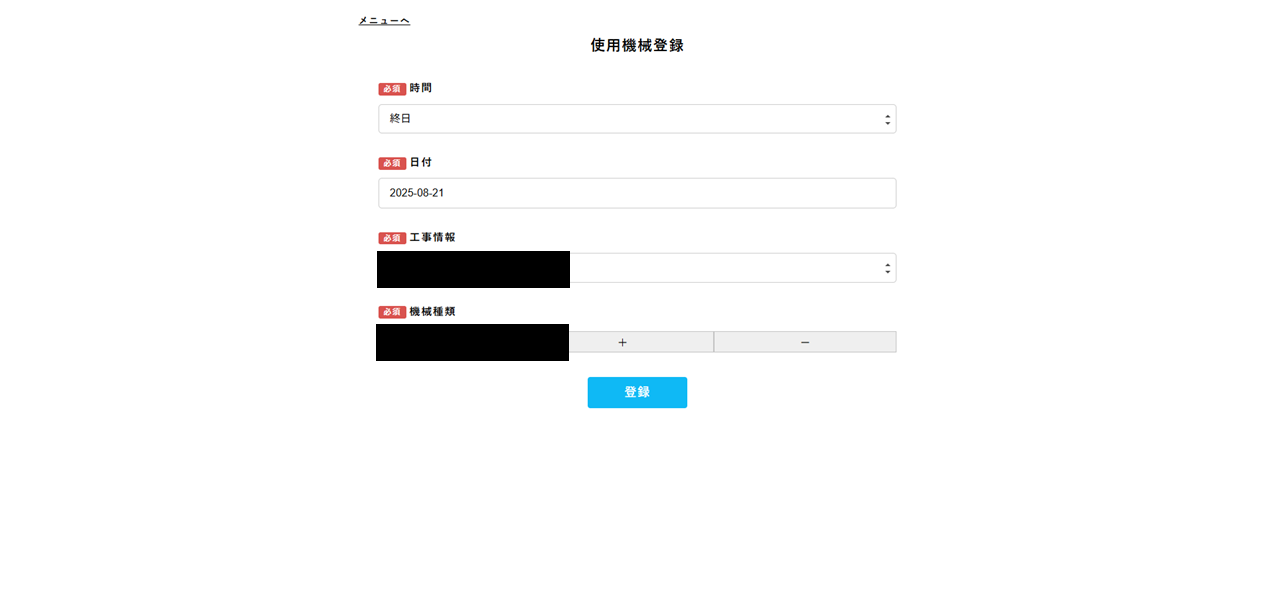 メニューへ
使用機械登録
必須 時間
終日
必須 日付
2025-08-21
必須 工事情報
必須 機械種類
+ −
登録